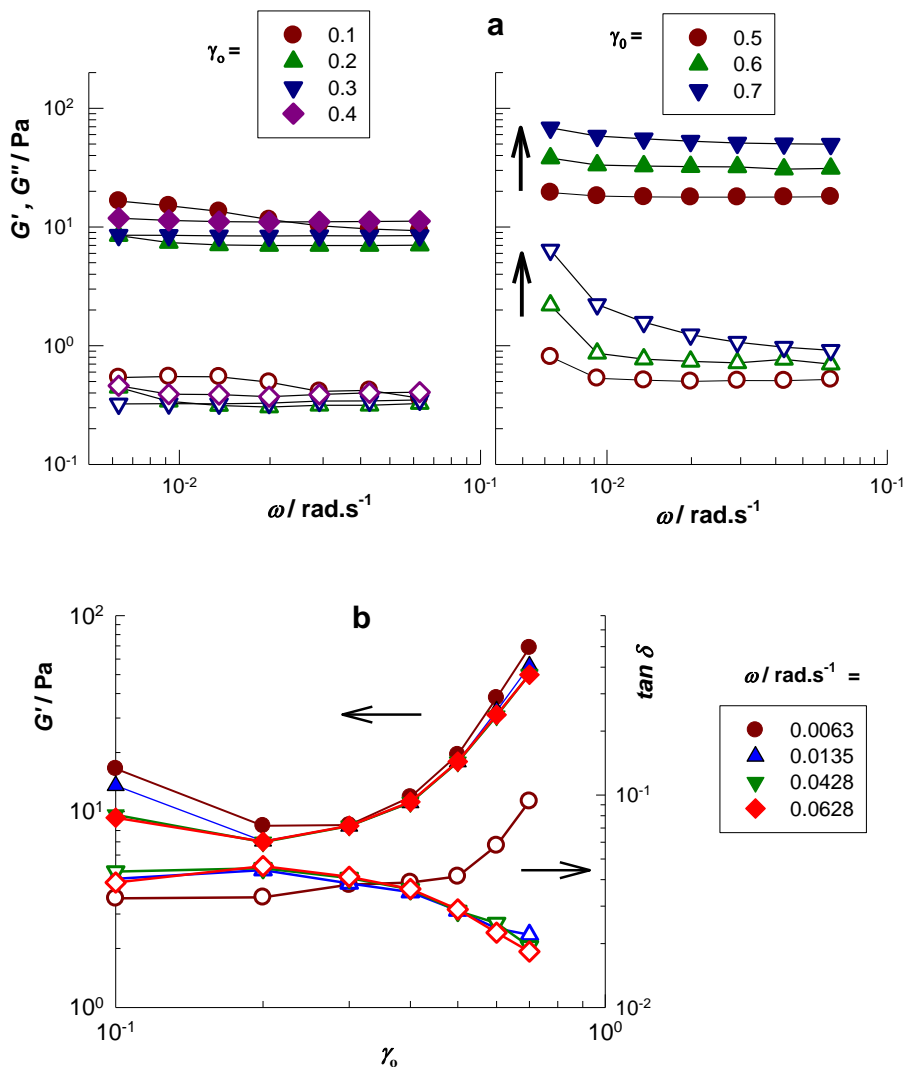 a
γo =
0.1
0.2
0.3
0.4
γ0 =
0.5
0.6
0.7
G' , G'' / Pa
10²
10¹
10⁰
10⁻¹
10⁻²
10⁻¹
10⁻²
10⁻¹
ω / rad.s⁻¹
ω / rad.s⁻¹
b
G' / Pa
10²
10¹
10⁰
tan δ
10⁻¹
10⁻²
ω / rad.s⁻¹ =
0.0063
0.0135
0.0428
0.0628
10⁻¹
10⁰
γo